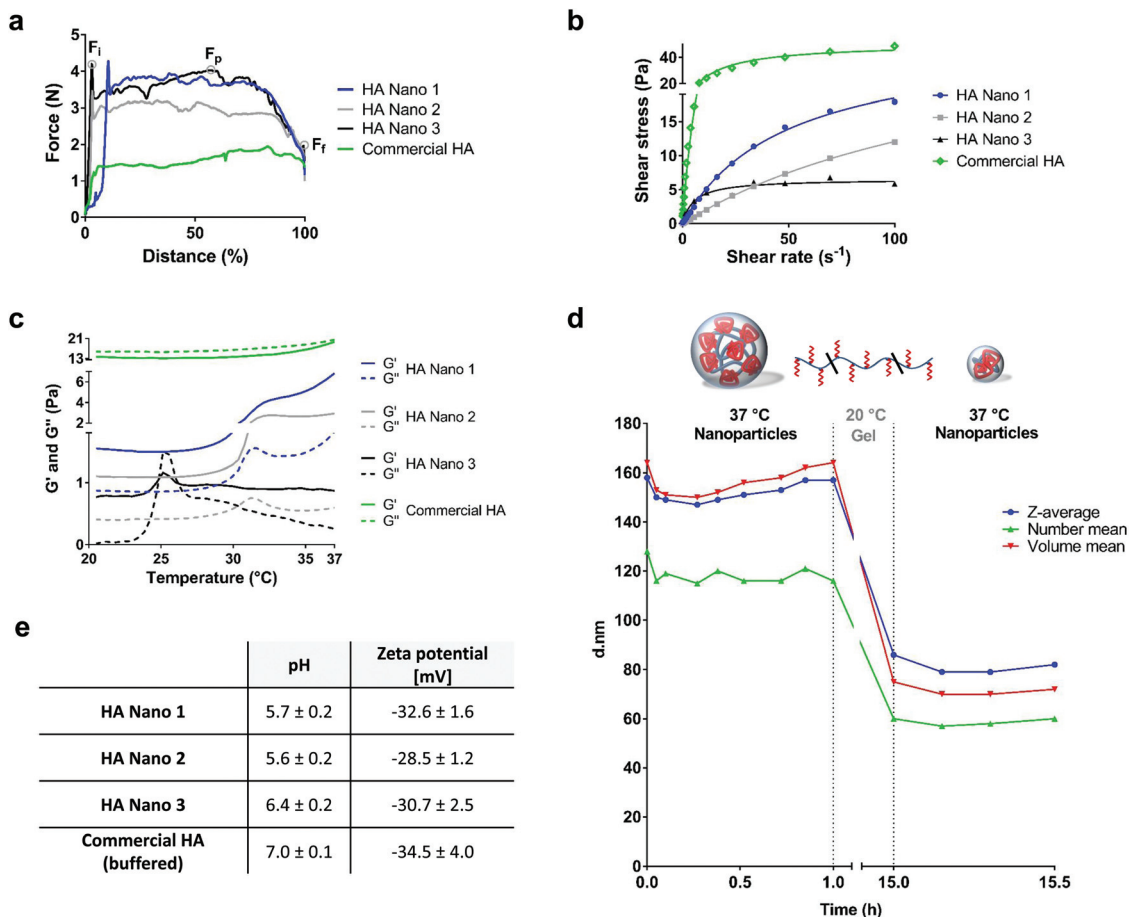 a
F_i
F_p
F_f
Force (N)
5
4
3
2
1
0
0
50
100
Distance (%)
HA Nano 1
HA Nano 2
HA Nano 3
Commercial HA
b
Shear stress (Pa)
40
20
15
10
5
0
0
50
100
Shear rate (s⁻¹)
HA Nano 1
HA Nano 2
HA Nano 3
Commercial HA
c
G' and G" (Pa)
21
13
6
4
2
1
0
20
25
30
35
37
Temperature (°C)
G'
G"
HA Nano 1
G'
G"
HA Nano 2
G'
G"
HA Nano 3
G'
G"
Commercial HA
d
37 °C
Nanoparticles
20 °C
Gel
37 °C
Nanoparticles
d.nm
180
160
140
120
100
80
60
40
20
0
0.0
0.5
1.0
15.0
15.5
Time (h)
Z-average
Number mean
Volume mean
e
pH Zeta potential [mV]
HA Nano 1 5.7 ± 0.2 -32.6 ± 1.6
HA Nano 2 5.6 ± 0.2 -28.5 ± 1.2
HA Nano 3 6.4 ± 0.2 -30.7 ± 2.5
Commercial HA (buffered) 7.0 ± 0.1 -34.5 ± 4.0